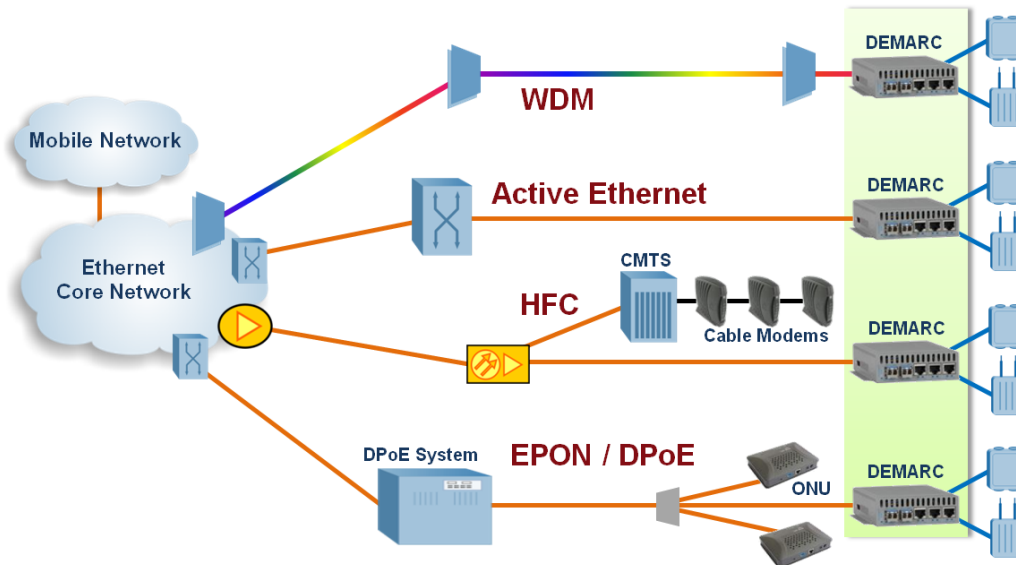 DEMARC
WDM
Mobile Network
DEMARC
Active Ethernet
Ethernet
Core Network
CMTS
HFC
DEMARC
Cable Modems
DPoE System
EPON / DPoE
DEMARC
ONU